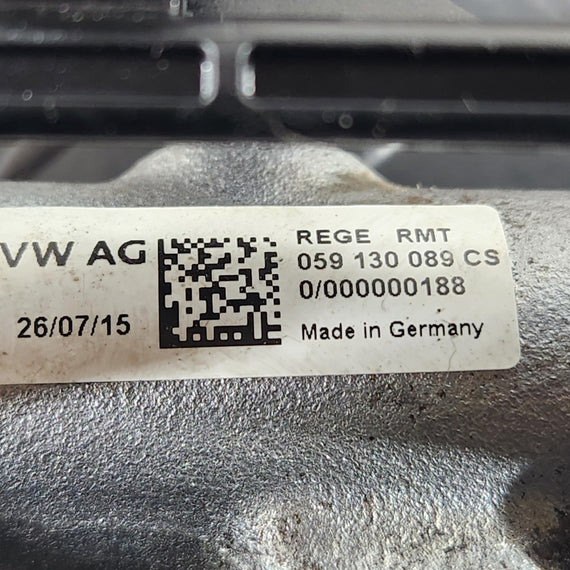 VW AG
26/07/15
REGE RMT
059 130 089 CS
0/000000188
Made in Germany